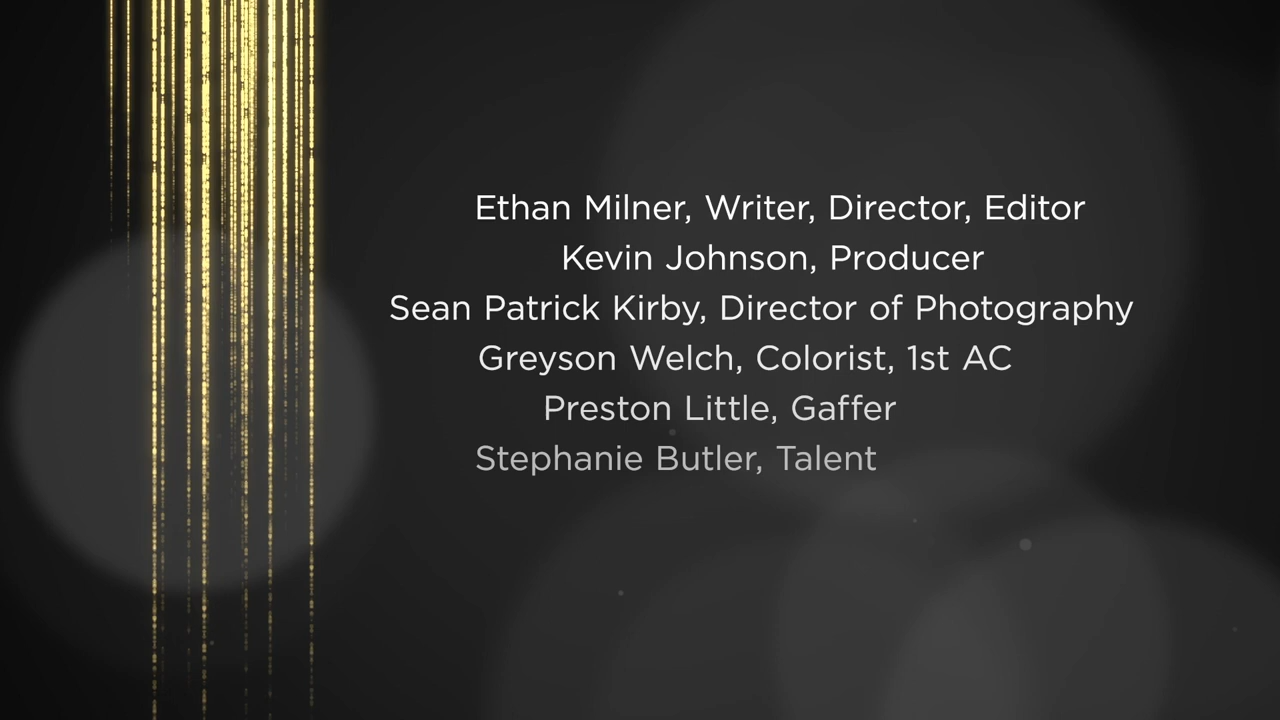 Ethan Milner, Writer, Director, Editor
Kevin Johnson, Producer
Sean Patrick Kirby, Director of Photography
Greyson Welch, Colorist, 1st AC
Preston Little, Gaffer
Stephanie Butler, Talent